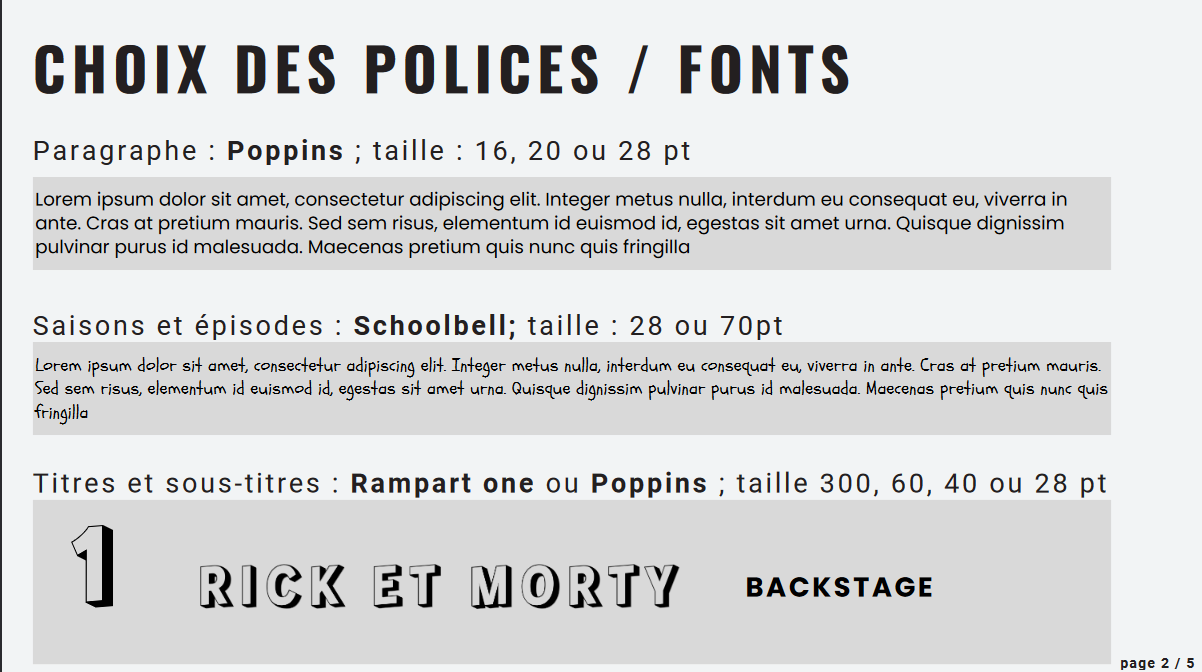 CHOIX DES POLICES / FONTS
Paragraphe : Poppins ; taille : 16, 20 ou 28 pt
Lorem ipsum dolor sit amet, consectetur adipiscing elit. Integer metus nulla, interdum eu consequat eu, viverra in
ante. Cras at pretium mauris. Sed sem risus, elementum id euismod id, egestas sit amet urna. Quisque dignissim
pulvinar purus id malesuada. Maecenas pretium quis nunc quis fringilla
Saisons et épisodes : Schoolbell; taille : 28 ou 70pt
Lorem ipsum dolor sit amet, consectetur adipiscing elit. Integer metus nulla, interdum eu consequat eu, viverra in ante. Cras at pretium mauris.
Sed sem risus, elementum id euismod id, egestas sit amet urna. Quisque dignissim pulvinar purus id malesuada. Maecenas pretium quis nunc quis
fringilla
Titres et sous-titres : Rampart one ou Poppins ; taille 300, 60, 40 ou 28 pt
1 RICK ET MORTY BACKSTAGE
page 2 / 5